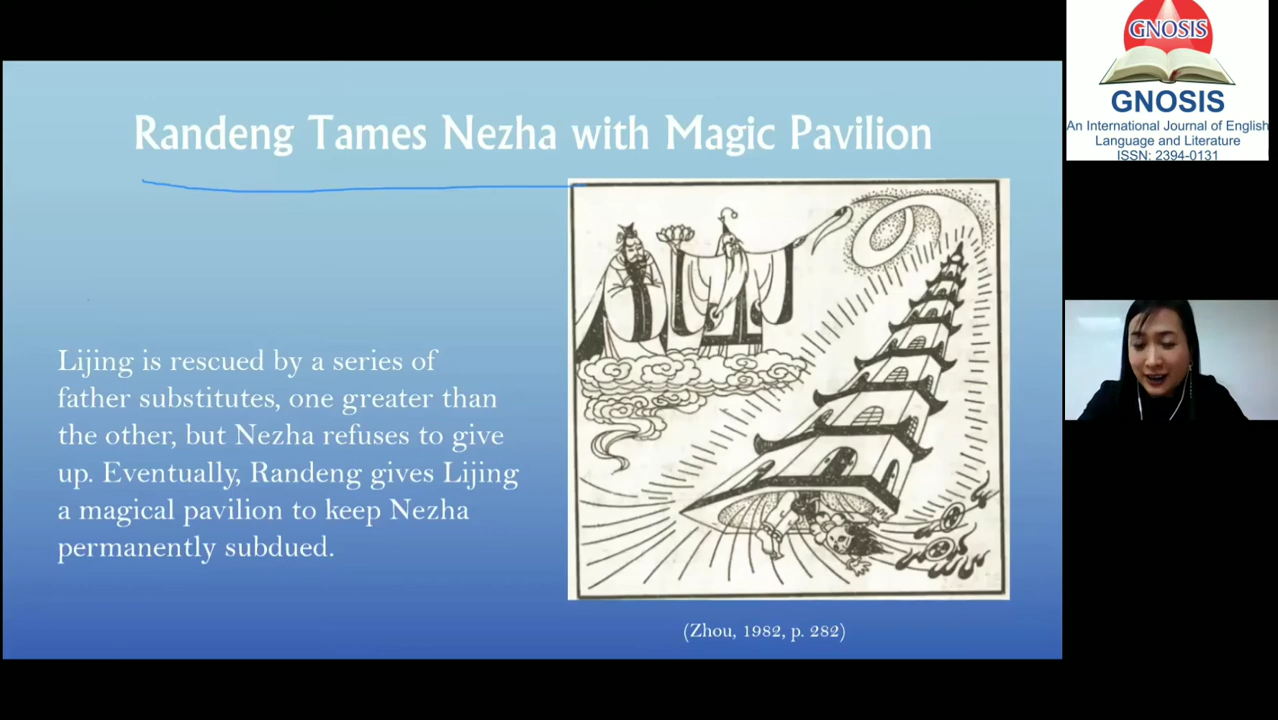 Randeng Tames Nezha with Magic Pavilion
Lijing is rescued by a series of
father substitutes, one greater than
the other, but Nezha refuses to give
up. Eventually, Randeng gives Lijing
a magical pavilion to keep Nezha
permanently subdued.
(Zhou, 1982, p. 282)
GNOSIS
GNOSIS
An International Journal of English
Language and Literature
ISSN: 2394-0131